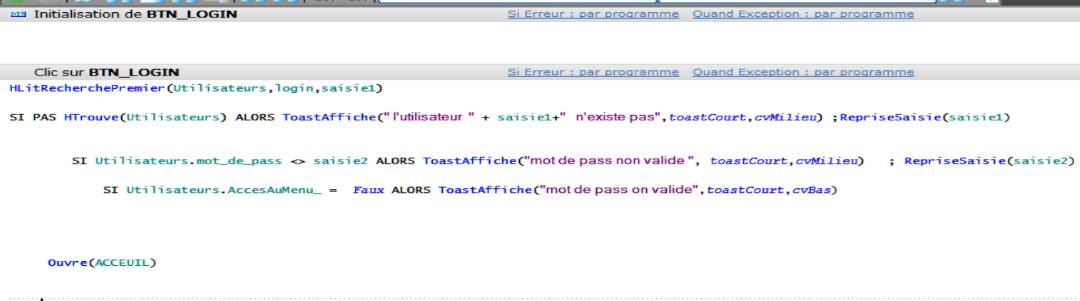 Initialisation de BTN_LOGIN Si Erreur : par programme Quand Exception : par programme
Clic sur BTN_LOGIN Si Erreur : par programme Quand Exception : par programme
HLitRecherchePremier(Utilisateurs,login,saisie1)
SI PAS HTrouve(Utilisateurs) ALORS ToastAffiche(" l'utilisateur " + saisie1+" n'existe pas",toastCourt,cvMilieu) ;RepriseSaisie(saisie1)
SI Utilisateurs.mot_de_pass <> saisie2 ALORS ToastAffiche("mot de pass non valide ", toastCourt,cvMilieu) ; RepriseSaisie(saisie2)
SI Utilisateurs.AccesAuMenu_ = Faux ALORS ToastAffiche("mot de pass on valide",toastCourt,cvBas)
Ouvre(ACCEUIL)